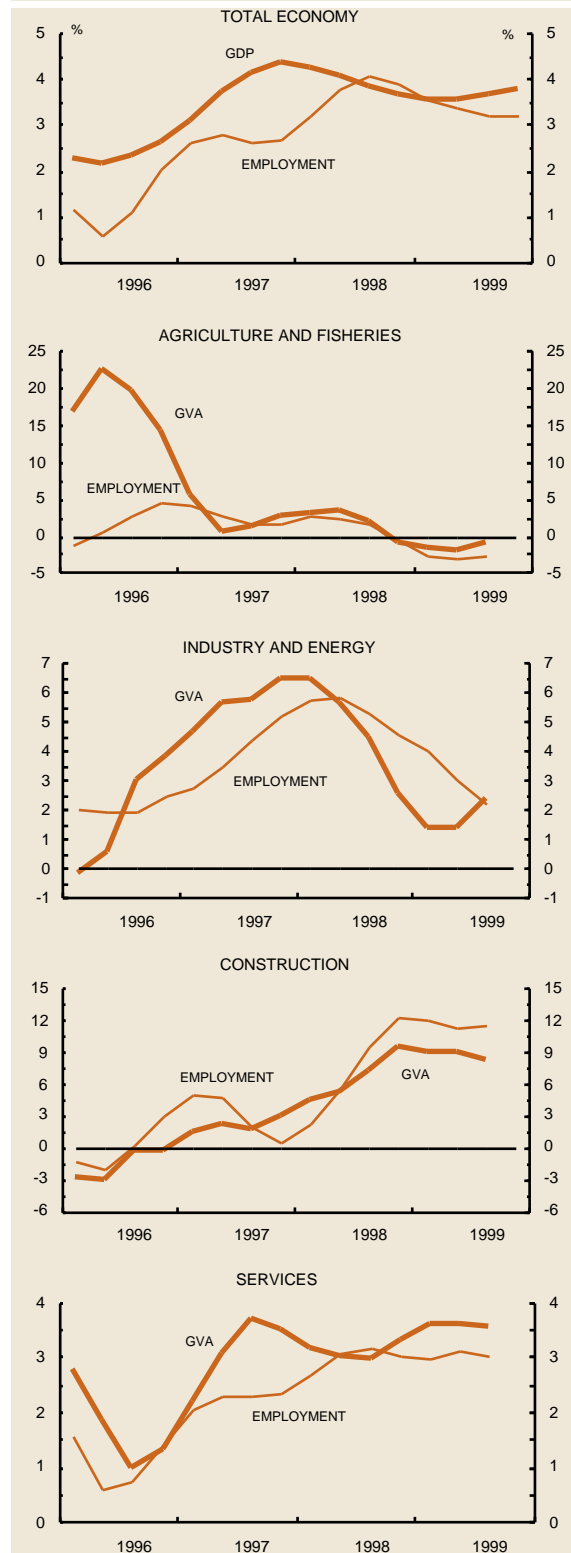 TOTAL ECONOMY
% %
5 5
GDP
4 4
3 3
EMPLOYMENT
2 2
1 1
0 0
1996 1997 1998 1999
AGRICULTURE AND FISHERIES
25 25
20 20
GVA
15 15
10 10
EMPLOYMENT
5 5
0 0
-5 -5
1996 1997 1998 1999
INDUSTRY AND ENERGY
7 7
GVA
6 6
5 5
4 4
EMPLOYMENT
3 3
2 2
1 1
0 0
-1 -1
1996 1997 1998 1999
CONSTRUCTION
15 15
12 12
9 9
EMPLOYMENT GVA
6 6
3 3
0 0
-3 -3
-6 -6
1996 1997 1998 1999
SERVICES
4 4
GVA
3 3
EMPLOYMENT
2 2
1 1
0 0
1996 1997 1998 1999